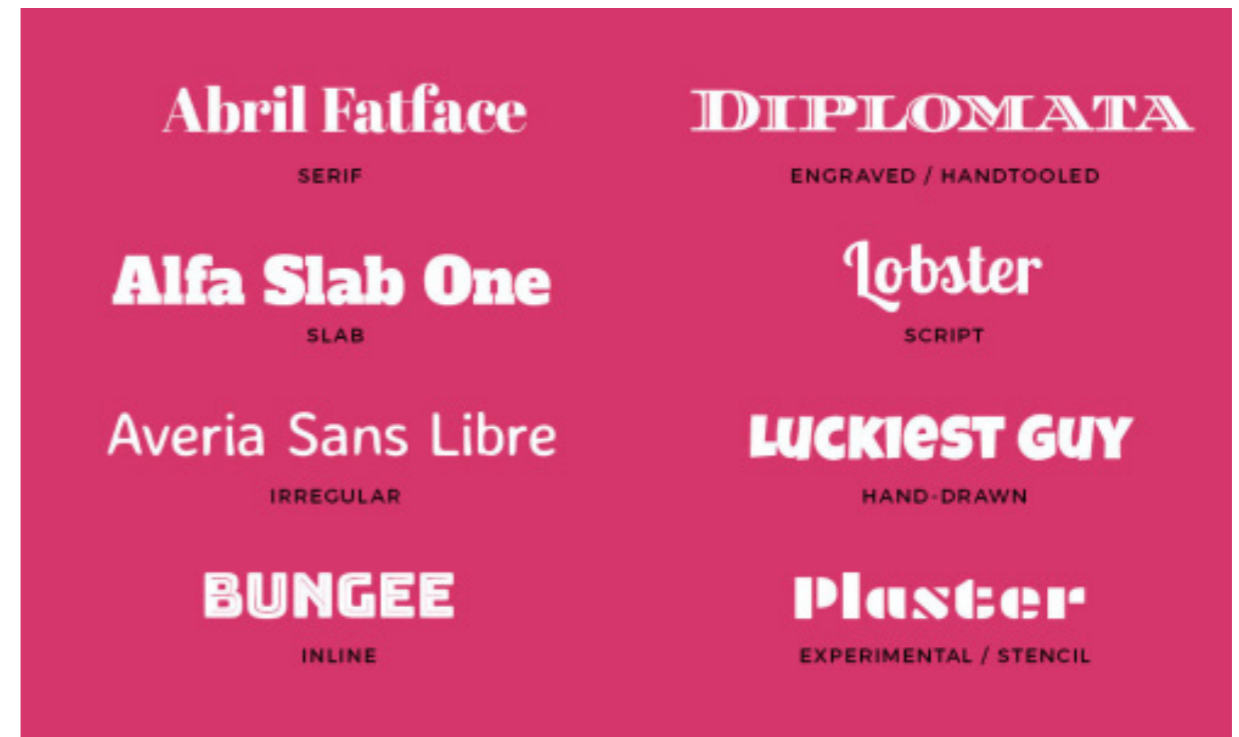 Abril Fatface
SERIF
DIPLOMATA
ENGRAVED / HANDTOOLED
Alfa Slab One
SLAB
Lobster
SCRIPT
Averia Sans Libre
IRREGULAR
LUCKIEST GUY
HAND-DRAWN
BUNGEE
INLINE
Plaster
EXPERIMENTAL / STENCIL